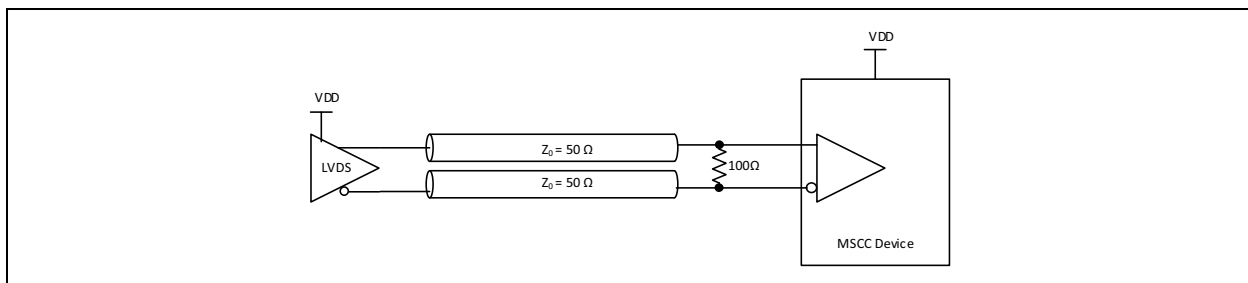 VDD
VDD
Z₀ = 50 Ω
LVDS
100Ω
Z₀ = 50 Ω
MSCC Device